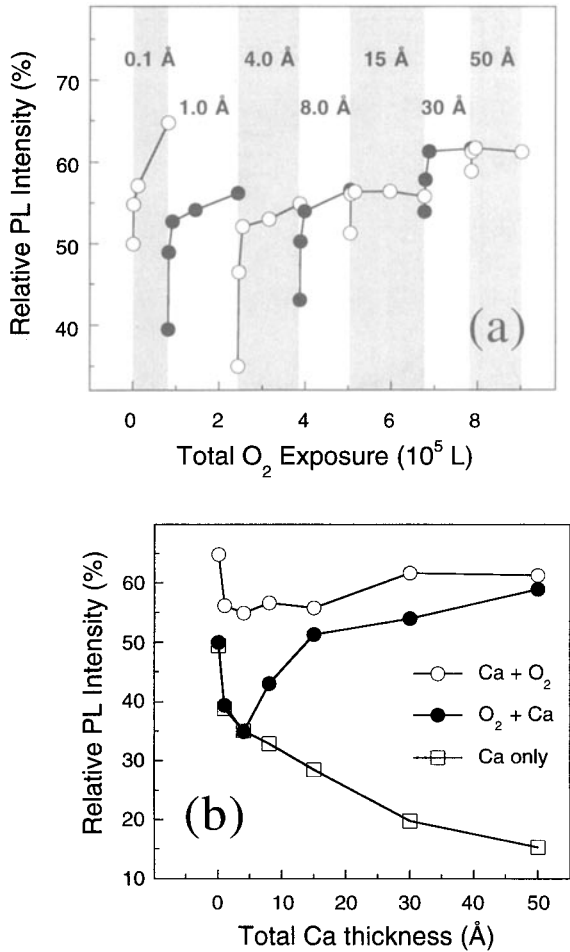 0.1 Å 4.0 Å 15 Å 50 Å
1.0 Å 8.0 Å 30 Å
70
60
50
40
Relative PL Intensity (%)
(a)
0 2 4 6 8
Total O₂ Exposure (10⁵ L)
60
50
40
30
20
10
Relative PL Intensity (%)
Ca + O₂
O₂ + Ca
Ca only
(b)
0 10 20 30 40 50
Total Ca thickness (Å)